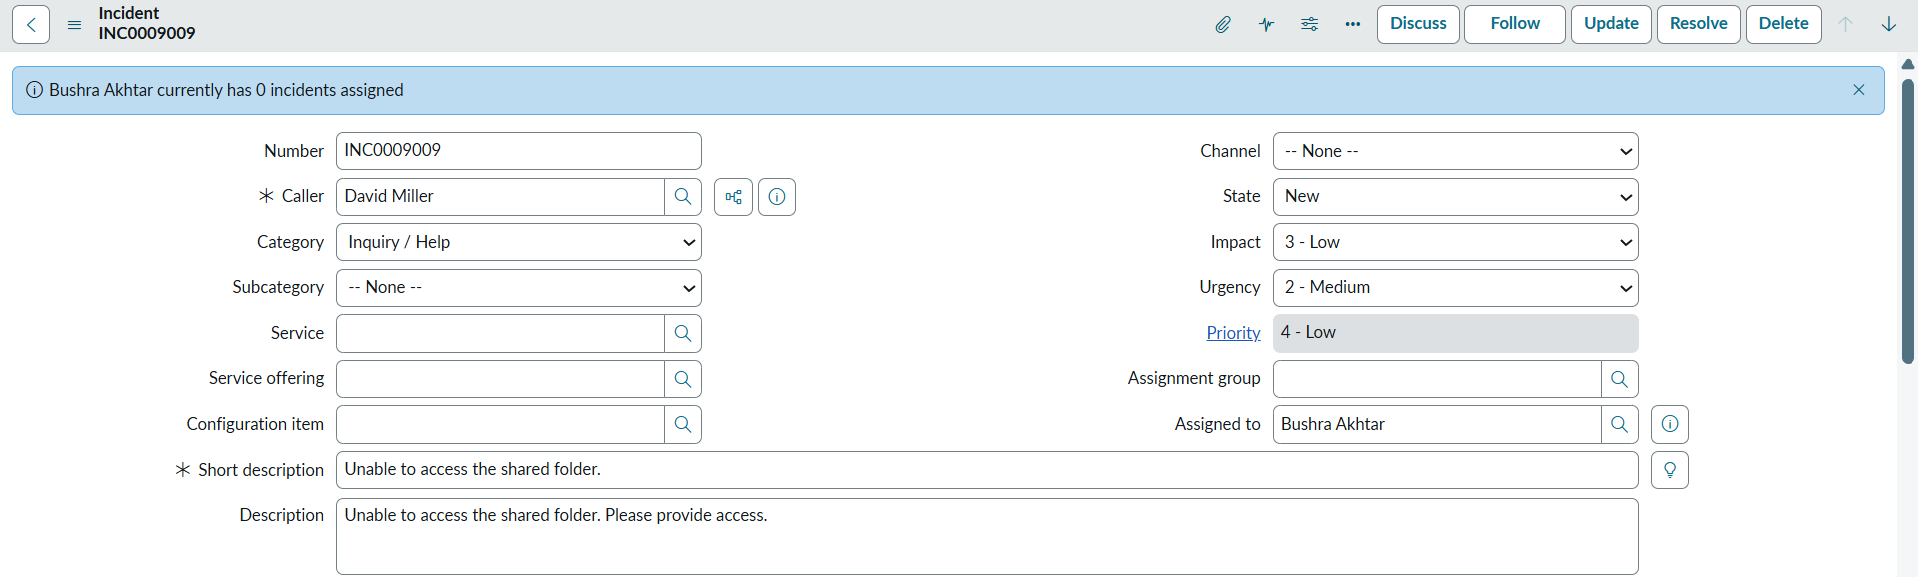 Incident
INC0009009
Discuss
Follow
Update
Resolve
Delete
Bushra Akhtar currently has 0 incidents assigned
Number INC0009009
Channel -- None --
Caller David Miller
State New
Category Inquiry / Help
Impact 3 - Low
Subcategory -- None --
Urgency 2 - Medium
Service
Priority 4 - Low
Service offering
Assignment group
Configuration item
Assigned to Bushra Akhtar
Short description Unable to access the shared folder.
Description Unable to access the shared folder. Please provide access.